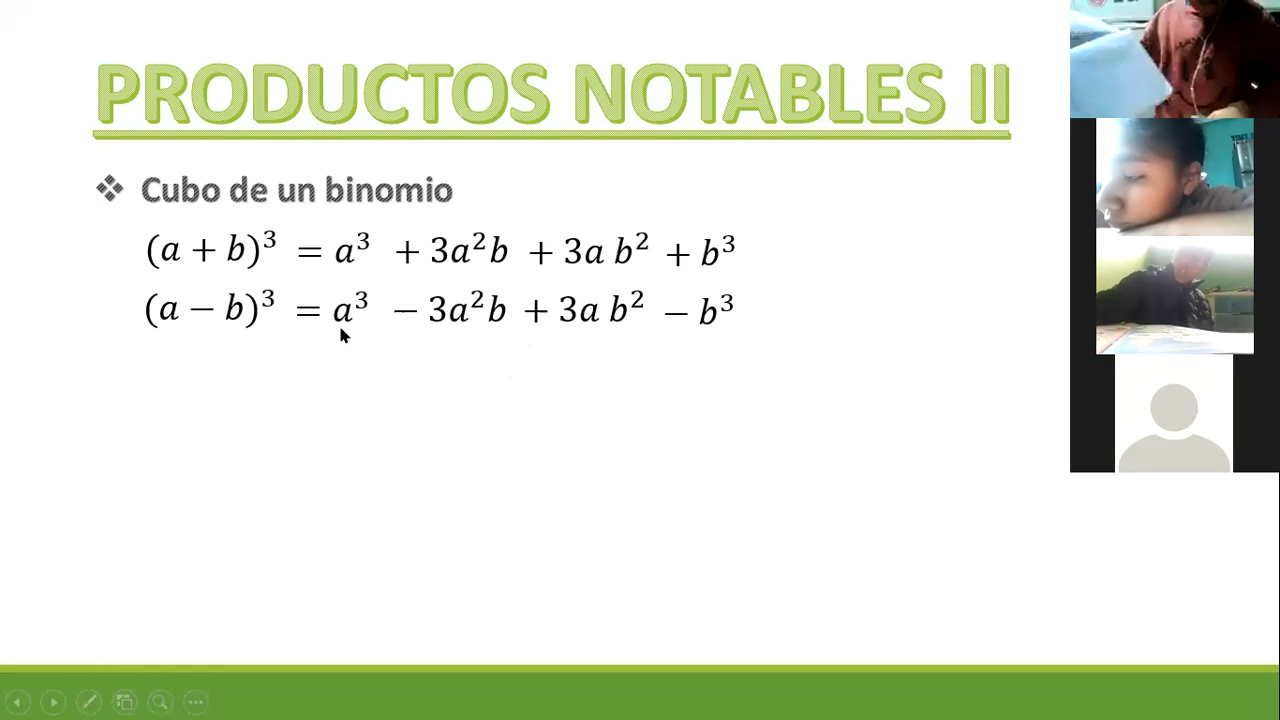 PRODUCTOS NOTABLES II
❖ Cubo de un binomio
(a + b)³ = a³ + 3a²b + 3a b² + b³
(a − b)³ = a³ − 3a²b + 3a b² − b³